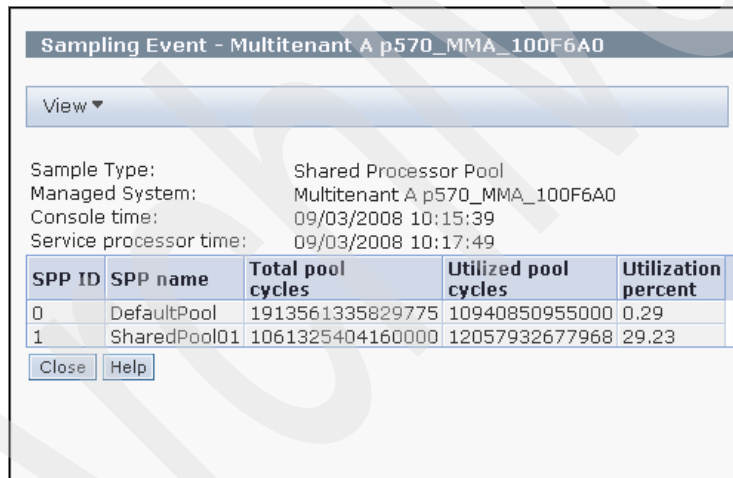 Sampling Event - Multitenant A p570_MMA_100F6A0
View
Sample Type: Shared Processor Pool
Managed System: Multitenant A p570_MMA_100F6A0
Console time: 09/03/2008 10:15:39
Service processor time: 09/03/2008 10:17:49
SPP ID SPP name Total pool cycles Utilized pool cycles Utilization percent
0 DefaultPool 1913561335829775 10940850955000 0.29
1 SharedPool01 1061325404160000 12057932677968 29.23
Close Help